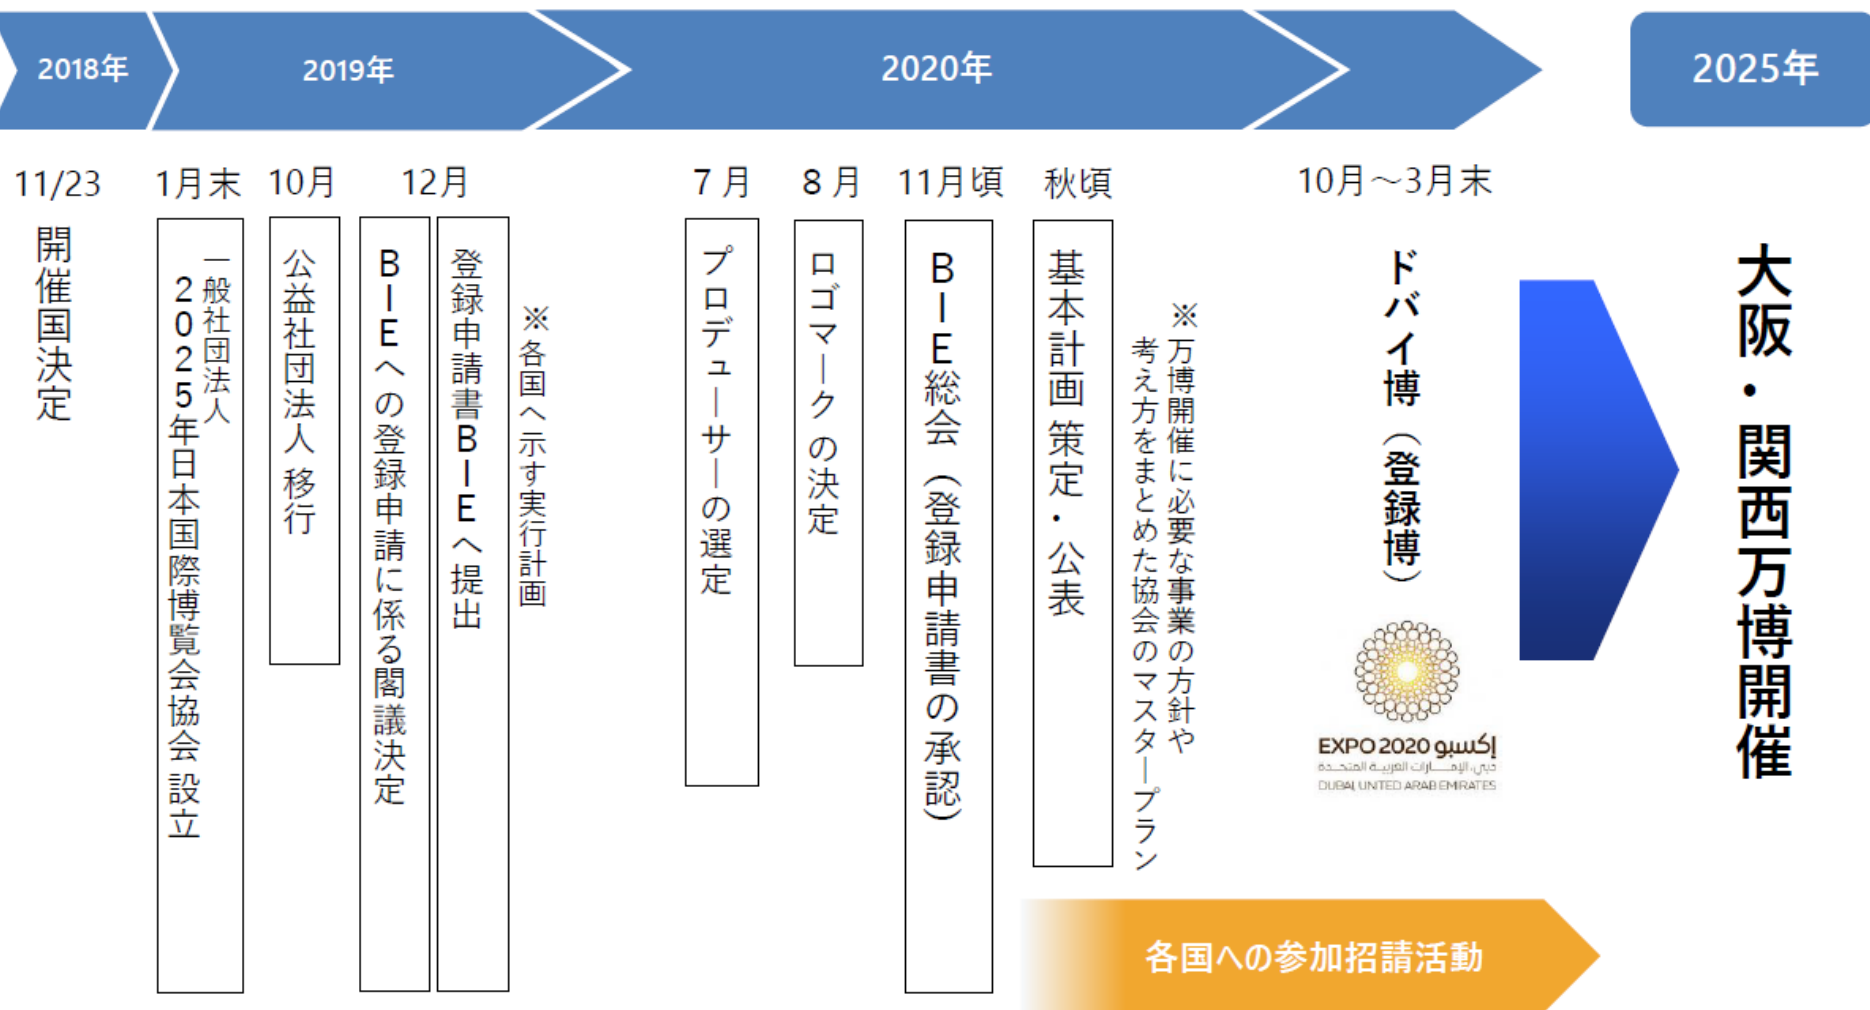 2018年
2019年
2020年
2025年
11/23
開催国決定
1月末
一般社団法人
2025年日本国際博覧会協会 設立
10月
公益社団法人 移行
12月
BIEへの登録申請に係る閣議決定
登録申請書BIEへ提出
※各国へ示す実行計画
7月
プロデューサーの選定
8月
ロゴマークの決定
11月頃
BIE総会（登録申請書の承認）
秋頃
基本計画 策定・公表
※万博開催に必要な事業の方針や
考え方をまとめた協会のマスタープラン
10月～3月末
ドバイ博（登録博）
EXPO 2020 إكسبو
دبي، الإمارات العربية المتحدة
DUBAI, UNITED ARAB EMIRATES
大阪・関西万博開催
各国への参加招請活動